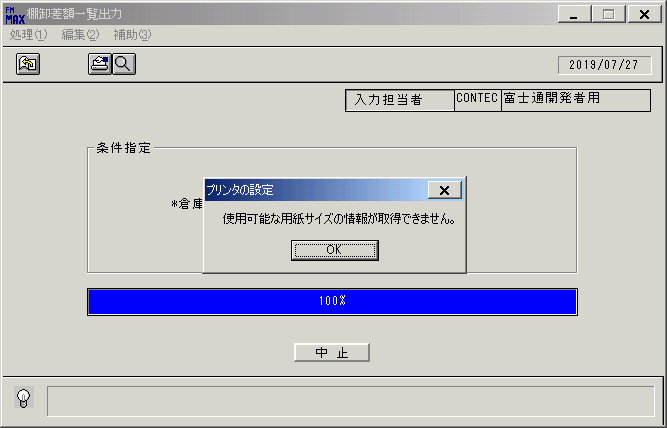 FM MAX 棚卸差額一覧出力
処理(1) 編集(2) 補助(3)
2019/07/27
入力担当者 CONTEC 富士通開発者用
条件指定
*倉庫
プリンタの設定
使用可能な用紙サイズの情報が取得できません。
OK
100%
中 止